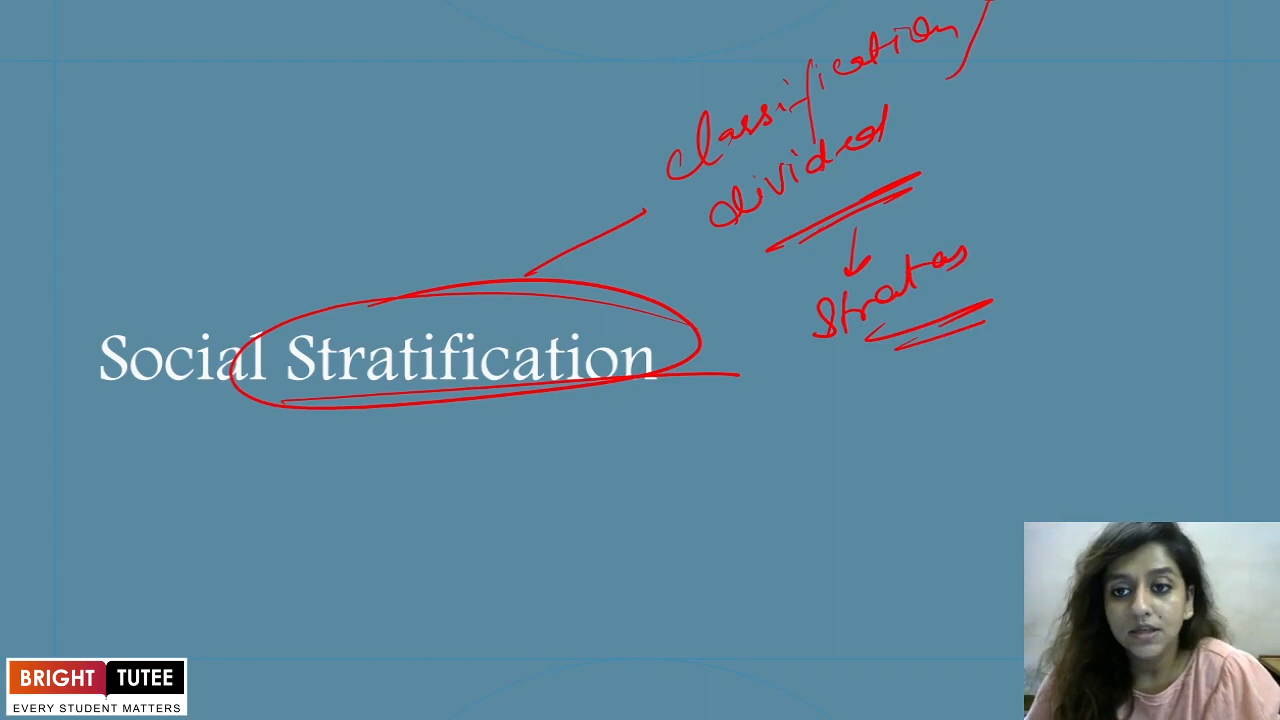 classification/
divided
Stratas
Social Stratification
BRIGHT TUTEE
EVERY STUDENT MATTERS